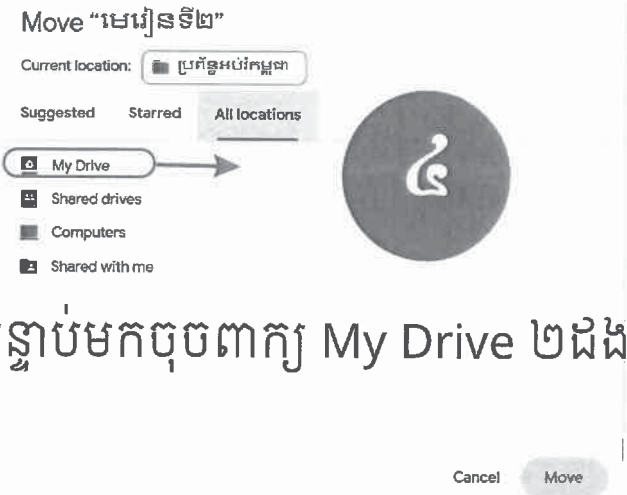 Move “មេរៀនទី២”
Current location: ប្រព័ន្ធអប់រំកម្ពុជា
Suggested Starred All locations
My Drive
៤
Shared drives
Computers
Shared with me
ន្ទាប់មកចុចពាក្យ My Drive ២ដង
Cancel Move